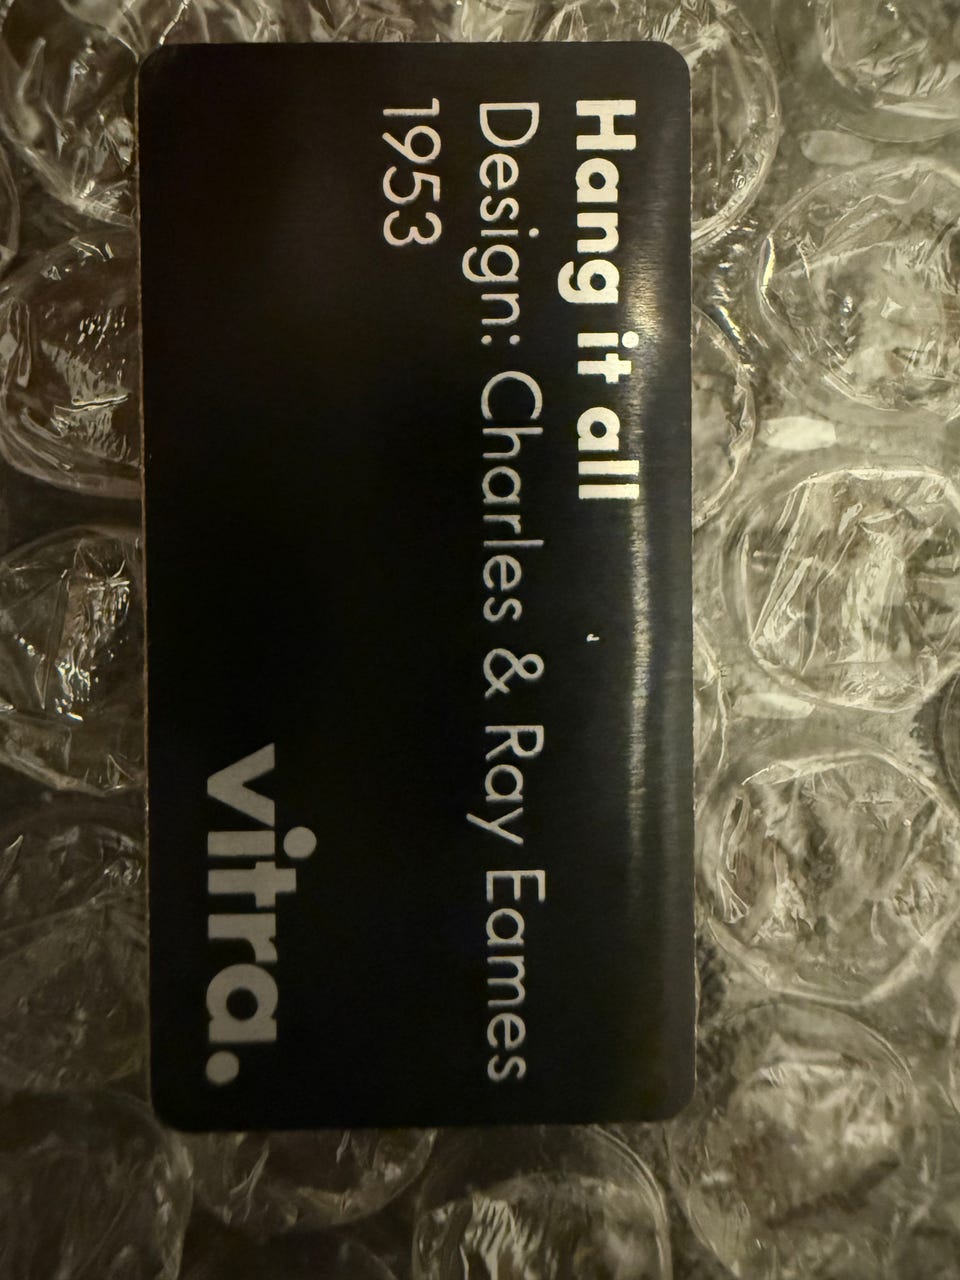 Hang it all
Design: Charles & Ray Eames
1953
vitra.